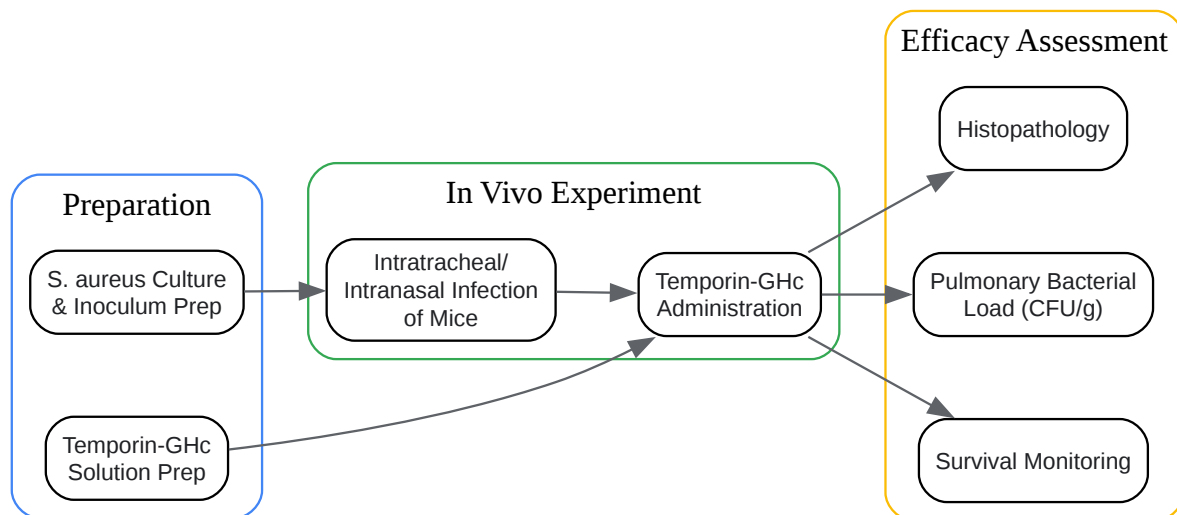 Preparation
S. aureus Culture
& Inoculum Prep
Temporin-GHc
Solution Prep
In Vivo Experiment
Intratracheal/
Intranasal Infection
of Mice
Temporin-GHc
Administration
Efficacy Assessment
Histopathology
Pulmonary Bacterial
Load (CFU/g)
Survival Monitoring